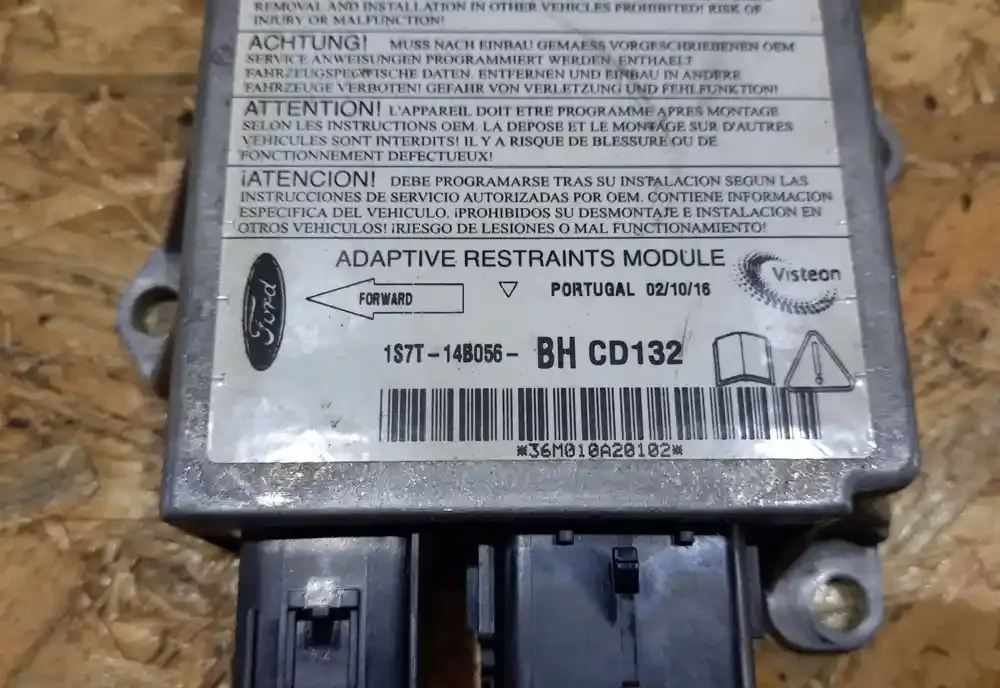 REMOVAL AND INSTALLATION IN OTHER VEHICLES PROHIBITED! RISK OF
INJURY OR MALFUNCTION!
ACHTUNG! MUSS NACH EINBAU GEMAESS VORGESCHRIEBENEN OEM
SERVICE ANWEISUNGEN PROGRAMMIERT WERDEN. ENTHAELT
FAHRZEUGSPEZIFISCHE DATEN. ENTFERNEN UND EINBAU IN ANDERE
FAHRZEUGE VERBOTEN! GEFAHR VON VERLETZUNG UND FEHLFUNKTION!
ATTENTION! L'APPAREIL DOIT ETRE PROGRAMME APRES MONTAGE
SELON LES INSTRUCTIONS OEM. LA DEPOSE ET LE MONTAGE SUR D'AUTRES
VEHICULES SONT INTERDITS! IL Y A RISQUE DE BLESSURE OU DE
FONCTIONNEMENT DEFECTUEUX!
¡ATENCION! DEBE PROGRAMARSE TRAS SU INSTALACION SEGUN LAS
INSTRUCCIONES DE SERVICIO AUTORIZADAS POR OEM. CONTIENE INFORMACION
ESPECIFICA DEL VEHICULO. ¡PROHIBIDOS SU DESMONTAJE E INSTALACION EN
OTROS VEHICULOS! ¡RIESGO DE LESIONES O MAL FUNCTIONAMIENTO!
ADAPTIVE RESTRAINTS MODULE
Visteon
Ford
FORWARD
PORTUGAL 02/10/16
1S7T-14B056- BH CD132
*36M010A20102*